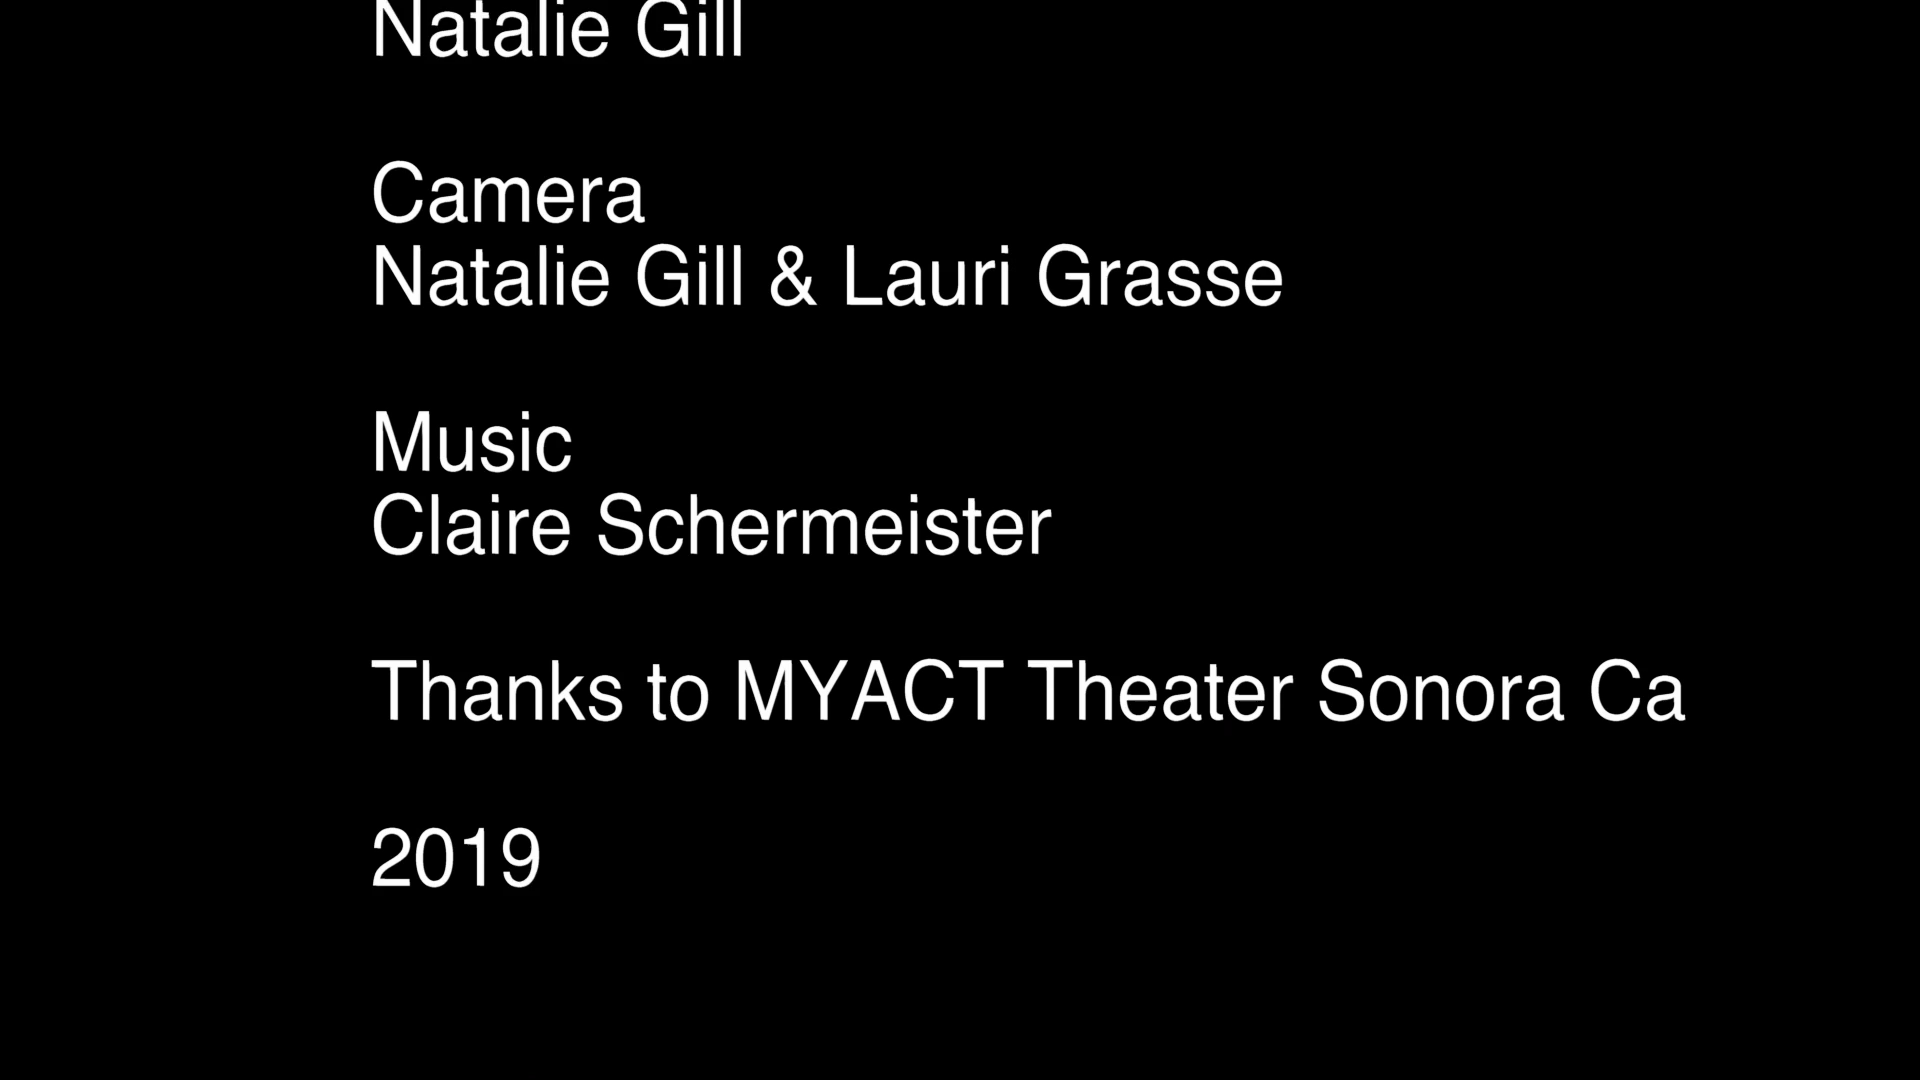 Natalie Gill
Camera
Natalie Gill & Lauri Grasse
Music
Claire Schermeister
Thanks to MYACT Theater Sonora Ca
2019